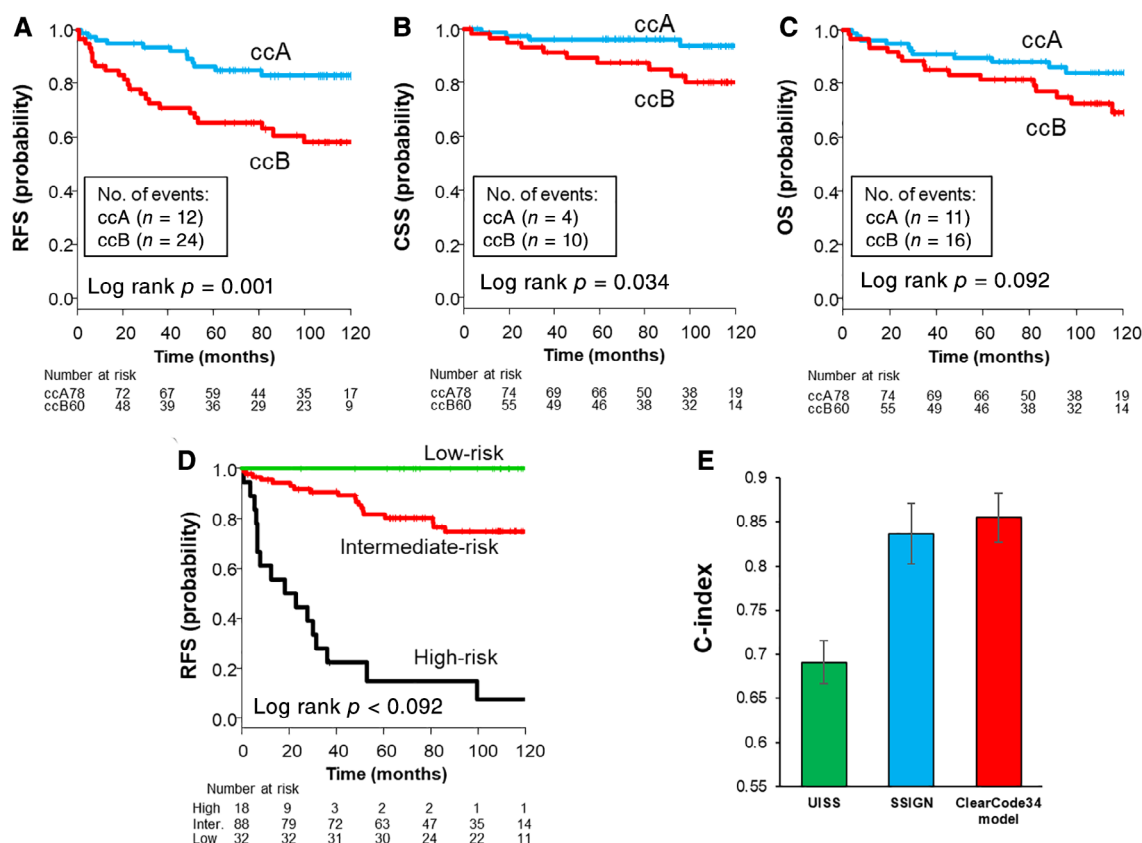 A
RFS (probability)
1.0
0.8
0.6
0.4
0.2
0.0
ccA
ccB
No. of events:
ccA (n = 12)
ccB (n = 24)
Log rank p = 0.001
0 20 40 60 80 100 120
Time (months)
Number at risk
ccA78 72 67 59 44 35 17
ccB60 48 39 36 29 23 9
B
CSS (probability)
1.0
0.8
0.6
0.4
0.2
0.0
ccA
ccB
No. of events:
ccA (n = 4)
ccB (n = 10)
Log rank p = 0.034
0 20 40 60 80 100 120
Time (months)
Number at risk
ccA78 74 69 66 50 38 19
ccB60 55 49 46 38 32 14
C
OS (probability)
1.0
0.8
0.6
0.4
0.2
0.0
ccA
ccB
No. of events:
ccA (n = 11)
ccB (n = 16)
Log rank p = 0.092
0 20 40 60 80 100 120
Time (months)
Number at risk
ccA78 74 69 66 50 38 19
ccB60 55 49 46 38 32 14
D
RFS (probability)
1.0
0.8
0.6
0.4
0.2
0.0
Low-risk
Intermediate-risk
High-risk
Log rank p < 0.092
0 20 40 60 80 100 120
Time (months)
Number at risk
High 18 9 3 2 2 1 1
Inter. 88 79 72 63 47 35 14
Low 32 32 31 30 24 22 11
E
C-index
0.9
0.85
0.8
0.75
0.7
0.65
0.6
0.55
UISS SSIGN ClearCode34
model